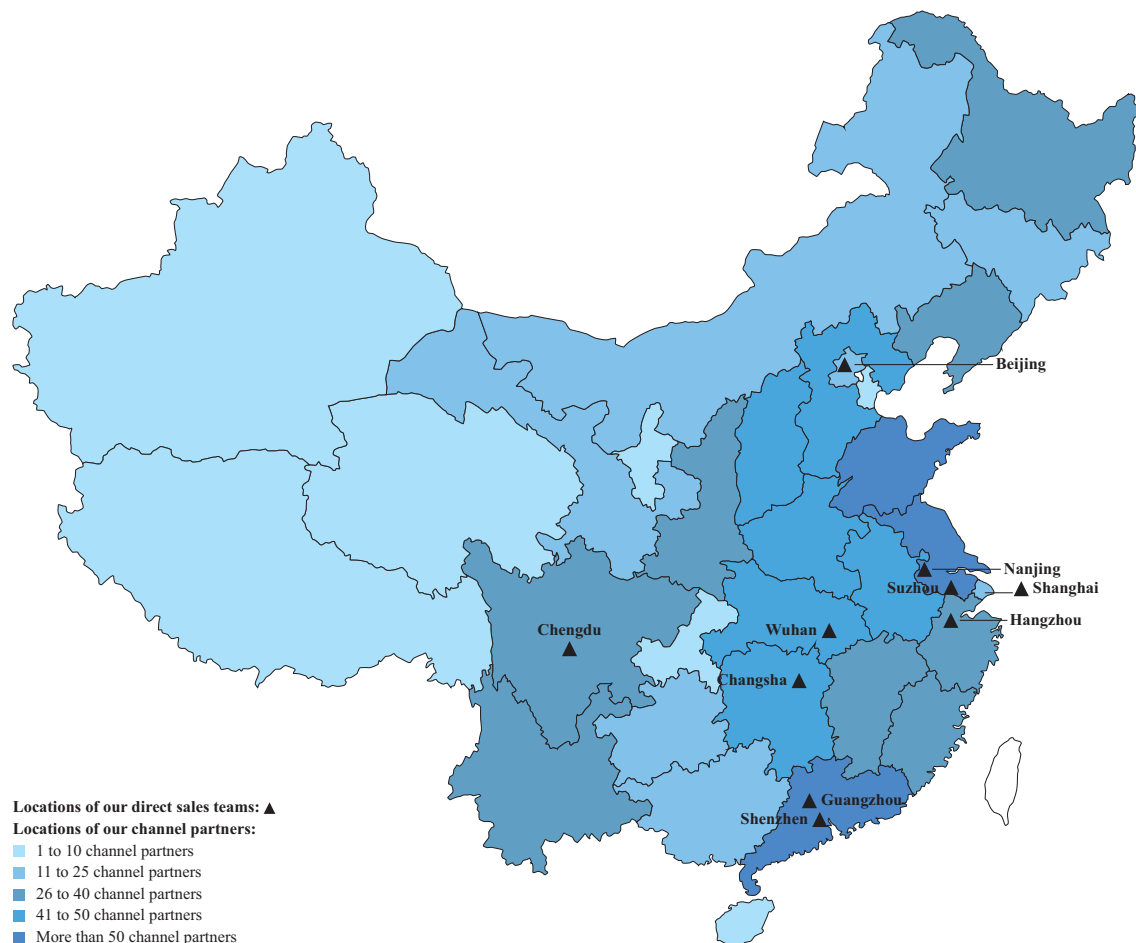 Beijing
Nanjing
Suzhou
Shanghai
Hangzhou
Chengdu
Wuhan
Changsha
Guangzhou
Shenzhen
Locations of our direct sales teams: ▲
Locations of our channel partners:
1 to 10 channel partners
11 to 25 channel partners
26 to 40 channel partners
41 to 50 channel partners
More than 50 channel partners